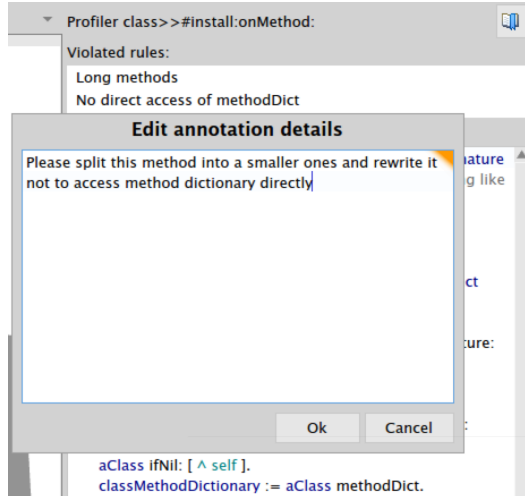 Profiler class>>#install:onMethod:
Violated rules:
Long methods
No direct access of methodDict
Edit annotation details
Please split this method into a smaller ones and rewrite it
not to access method dictionary directly
nature
g like
ct
ture:
Ok
Cancel
:
aClass ifNil: [ ^ self ].
classMethodDictionary := aClass methodDict.